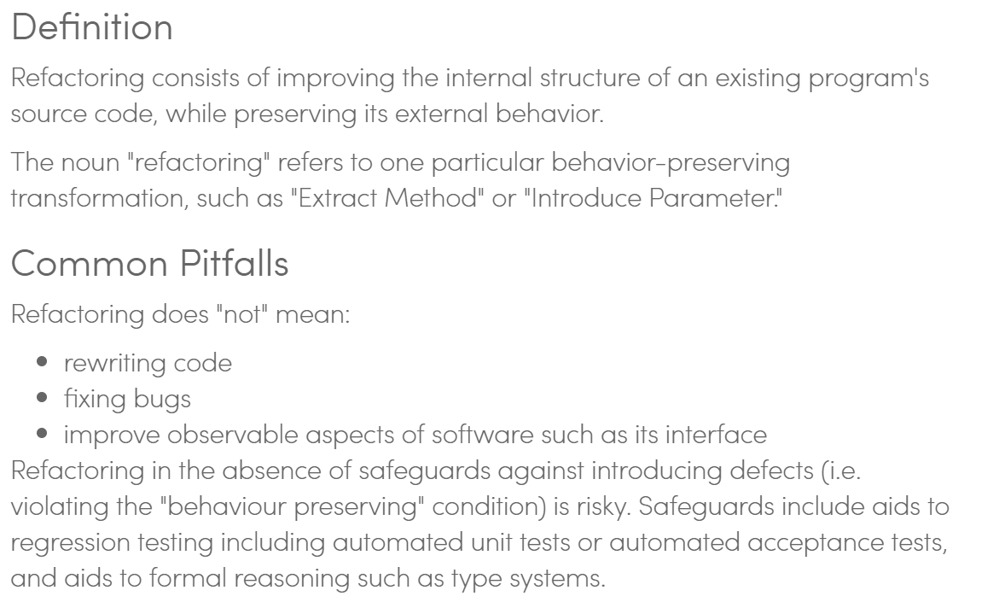 Definition
Refactoring consists of improving the internal structure of an existing program's
source code, while preserving its external behavior.
The noun "refactoring" refers to one particular behavior-preserving
transformation, such as "Extract Method" or "Introduce Parameter."
Common Pitfalls
Refactoring does "not" mean:
• rewriting code
• fixing bugs
• improve observable aspects of software such as its interface
Refactoring in the absence of safeguards against introducing defects (i.e.
violating the "behaviour preserving" condition) is risky. Safeguards include aids to
regression testing including automated unit tests or automated acceptance tests,
and aids to formal reasoning such as type systems.